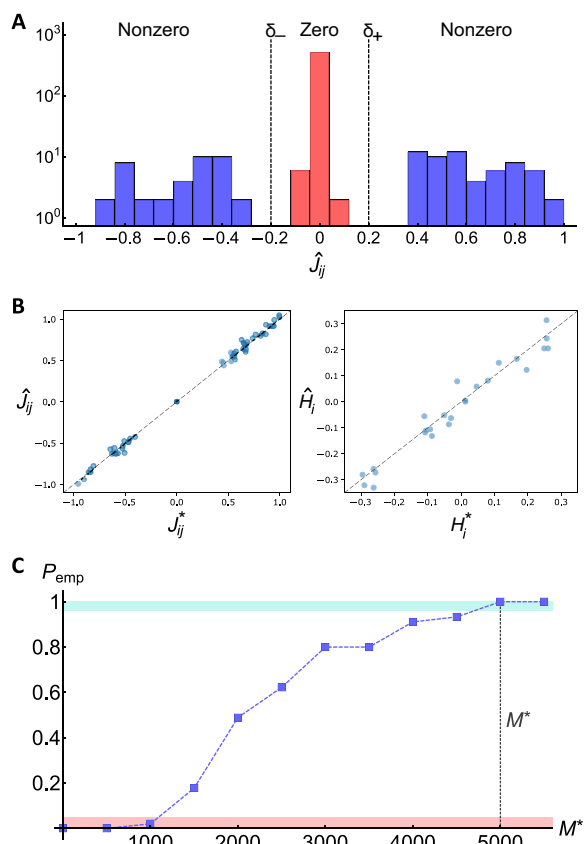 A
Nonzero δ₋ Zero δ₊ Nonzero
10³
10²
10¹
10⁰
-1 -0.8 -0.6 -0.4 -0.2 0 0.2 0.4 0.6 0.8 1
Ĵᵢⱼ
B
1.0
0.5
0.0
-0.5
-1.0
Ĵᵢⱼ
-1.0 -0.5 0.0 0.5 1.0
J*ᵢⱼ
0.3
0.2
0.1
0.0
-0.1
-0.2
-0.3
Ĥᵢ
-0.3 -0.2 -0.1 0.0 0.1 0.2 0.3
H*ᵢ
C
P_emp
1
0.8
0.6
0.4
0.2
M*
1000 2000 3000 4000 5000 M*